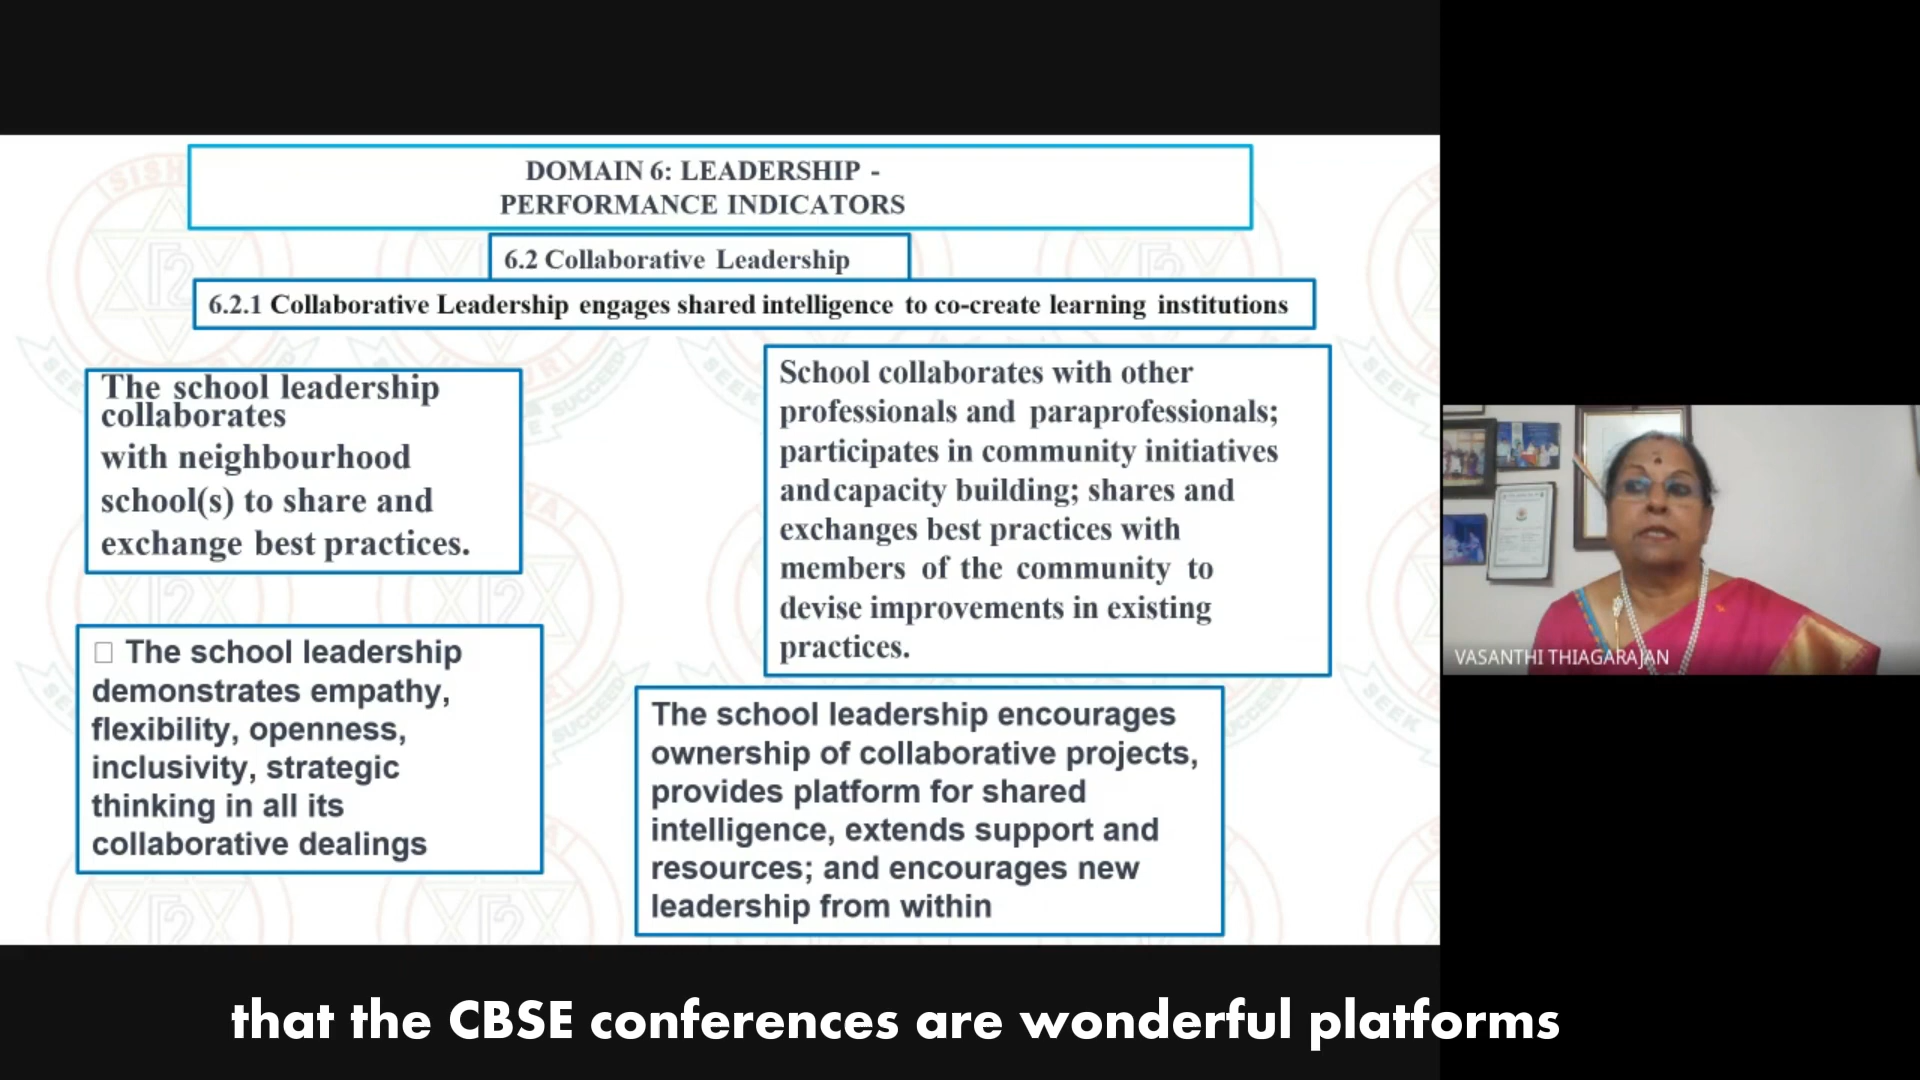 DOMAIN 6: LEADERSHIP -
PERFORMANCE INDICATORS
6.2 Collaborative Leadership
6.2.1 Collaborative Leadership engages shared intelligence to co-create learning institutions
The school leadership
collaborates
with neighbourhood
school(s) to share and
exchange best practices.
School collaborates with other
professionals and paraprofessionals;
participates in community initiatives
and capacity building; shares and
exchanges best practices with
members of the community to
devise improvements in existing
practices.
The school leadership
demonstrates empathy,
flexibility, openness,
inclusivity, strategic
thinking in all its
collaborative dealings
The school leadership encourages
ownership of collaborative projects,
provides platform for shared
intelligence, extends support and
resources; and encourages new
leadership from within
VASANTHI THIAGARAJAN
that the CBSE conferences are wonderful platforms